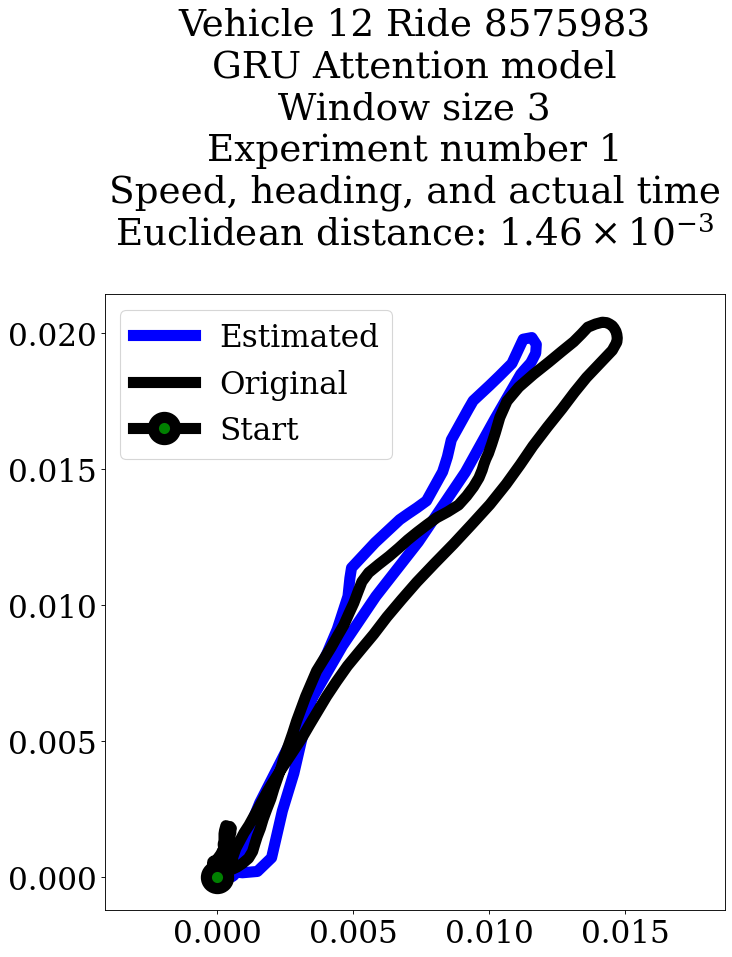 Vehicle 12 Ride 8575983
GRU Attention model
Window size 3
Experiment number 1
Speed, heading, and actual time
Euclidean distance: 1.46 × 10⁻³
Estimated
Original
Start
0.020
0.015
0.010
0.005
0.000
0.000 0.005 0.010 0.015